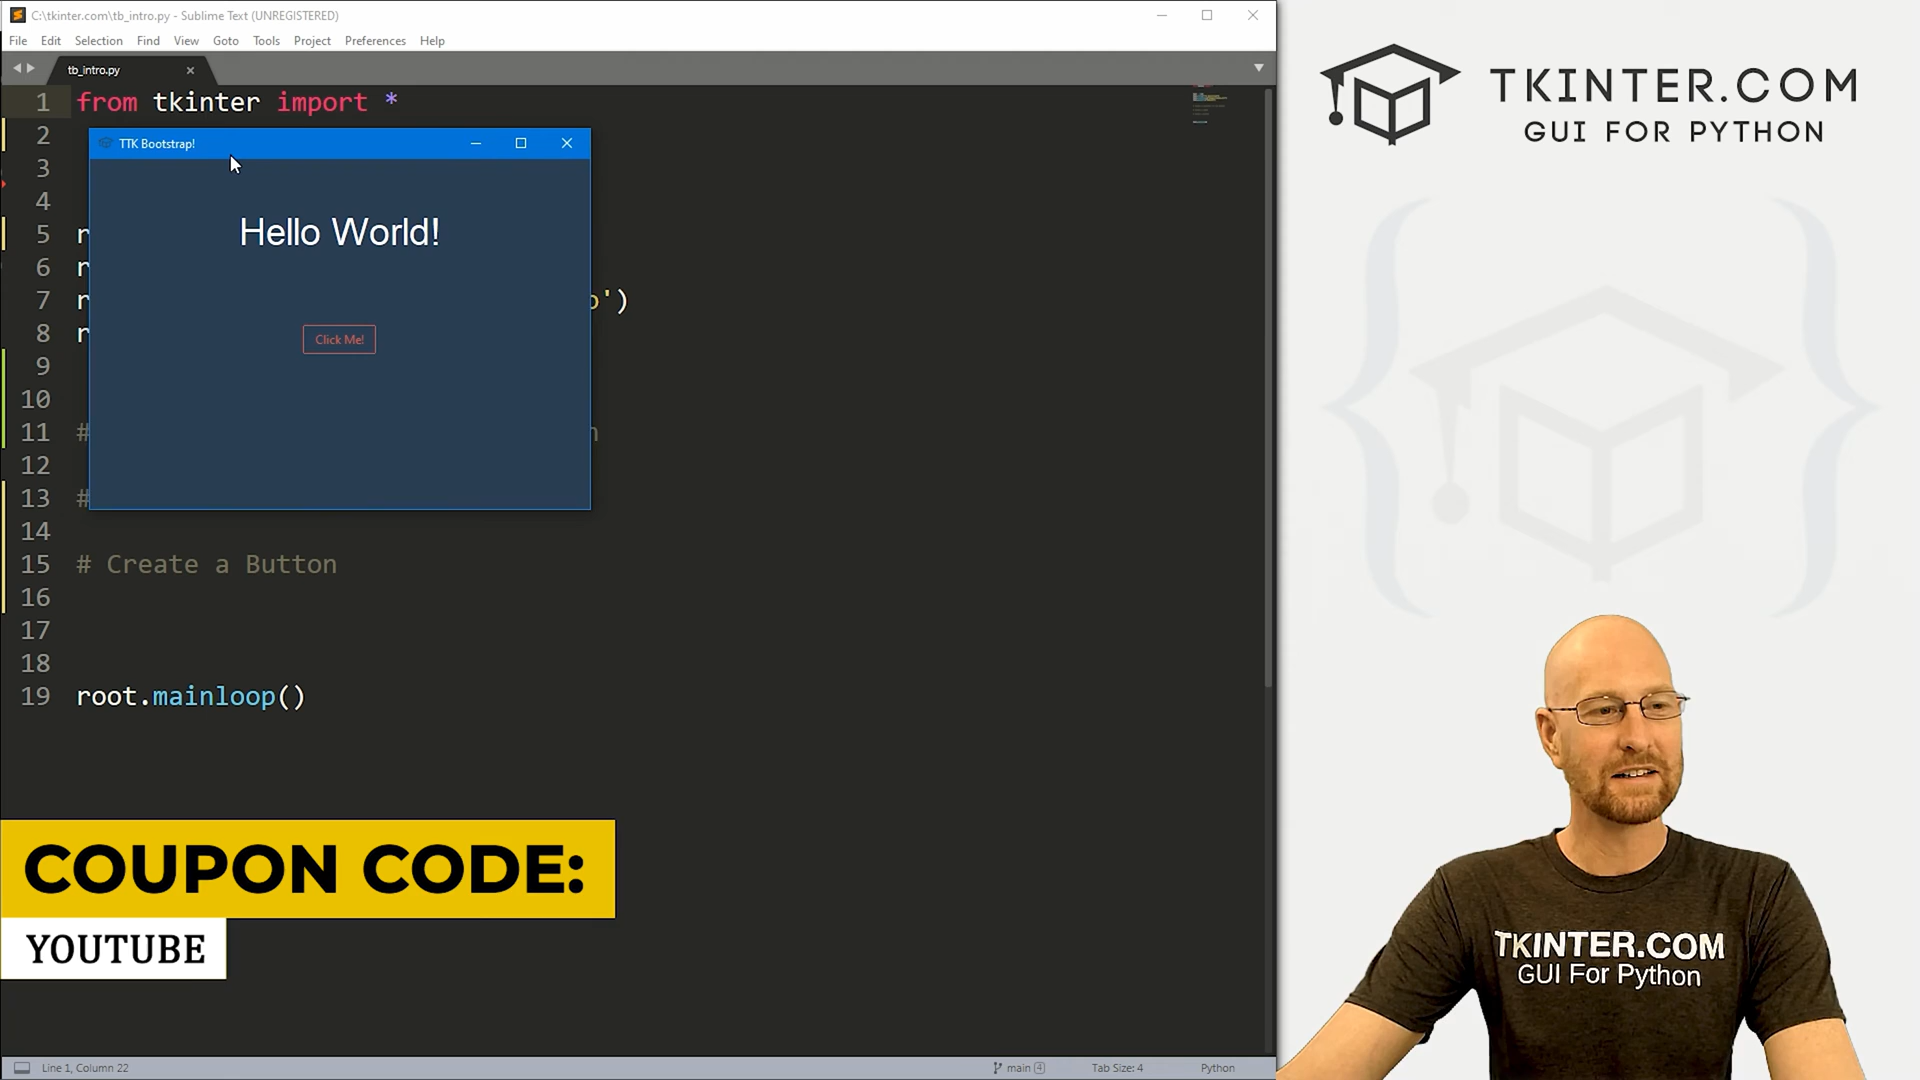 C:\tkinter.com\tb_intro.py - Sublime Text (UNREGISTERED)
File Edit Selection Find View Goto Tools Project Preferences Help
tb_intro.py
1 from tkinter import *
2
TTK Bootstrap!
3
4
Hello World!
5 r
6 r
7 r o')
8 r
Click Me!
9
10
11 # n
12
13 #
14
15 # Create a Button
16
17
18
19 root.mainloop()
COUPON CODE:
YOUTUBE
Line 1, Column 22 main 4 Tab Size: 4 Python
TKINTER.COM
GUI FOR PYTHON
TKINTER.COM
GUI For Python